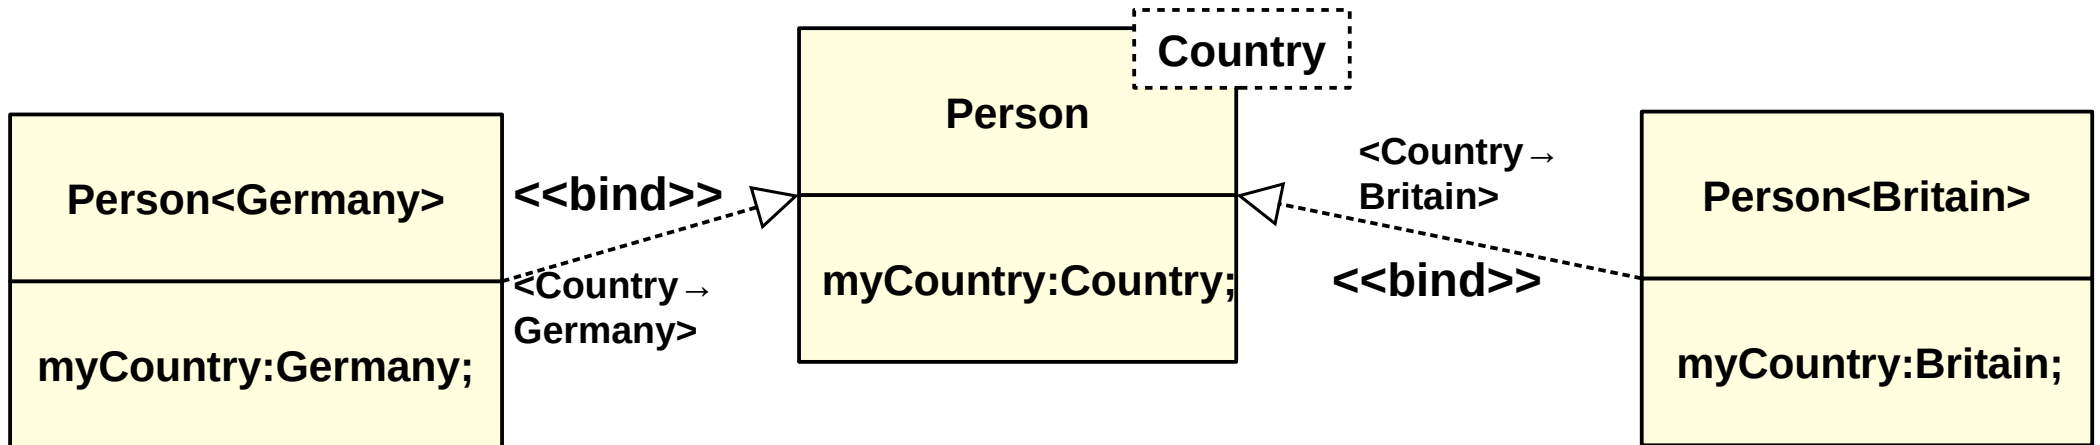 Person<Germany>
myCountry:Germany;
<<bind>>
<Country→
Germany>
Country
Person
myCountry:Country;
<Country→
Britain>
<<bind>>
Person<Britain>
myCountry:Britain;